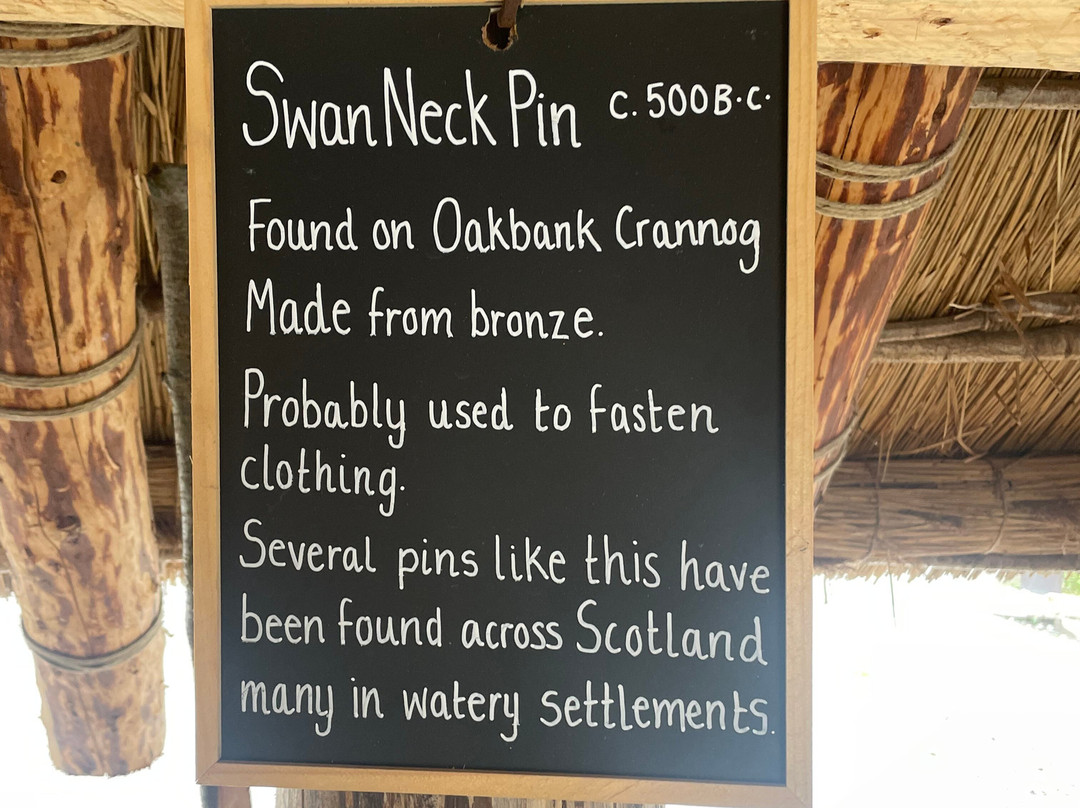 Swan Neck Pin c. 500 B.C.
Found on Oakbank Crannog
Made from bronze.
Probably used to fasten
clothing.
Several pins like this have
been found across Scotland
many in watery settlements.